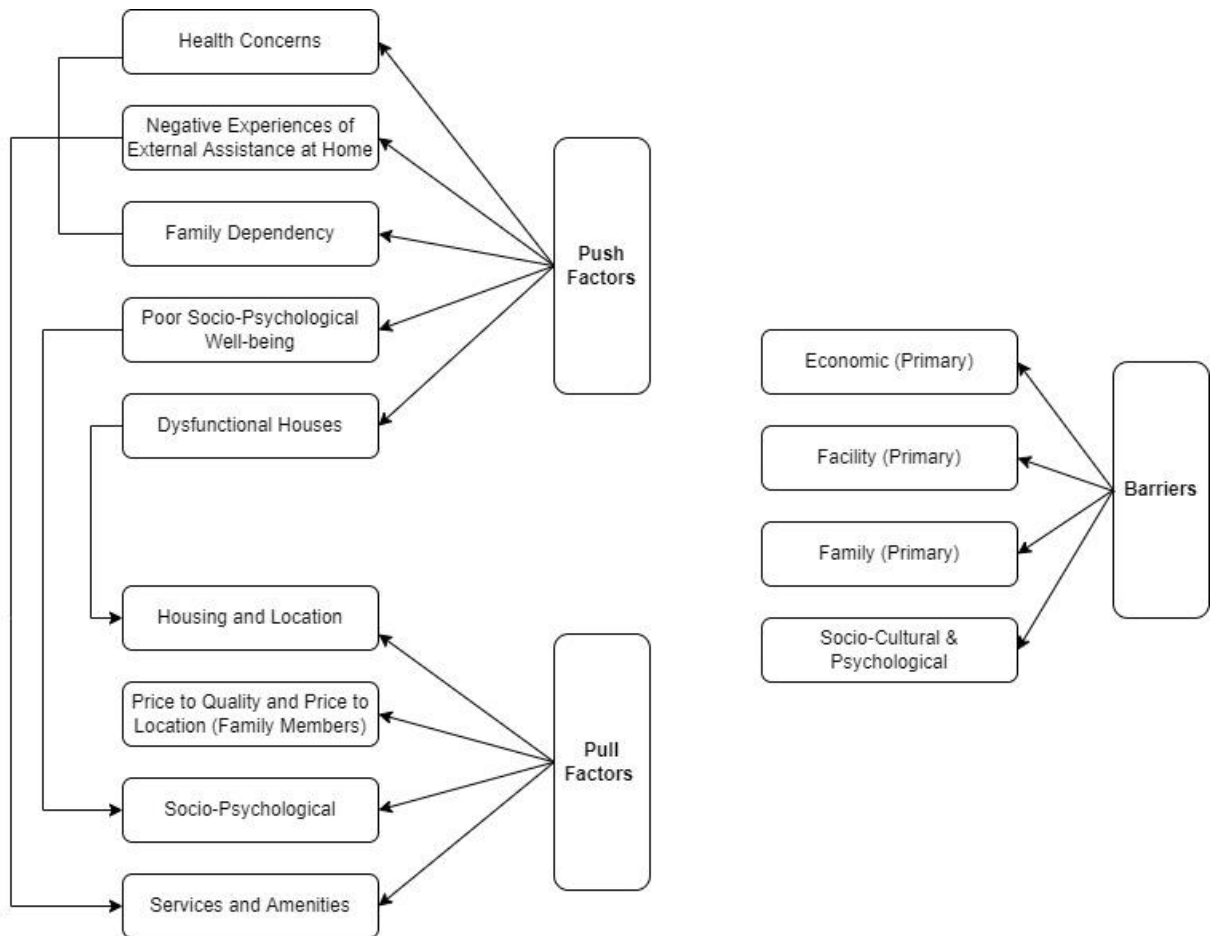 Health Concerns
Negative Experiences of
External Assistance at Home
Family Dependency
Poor Socio-Psychological
Well-being
Dysfunctional Houses
Push
Factors
Housing and Location
Price to Quality and Price to
Location (Family Members)
Socio-Psychological
Services and Amenities
Pull
Factors
Economic (Primary)
Facility (Primary)
Family (Primary)
Socio-Cultural &
Psychological
Barriers